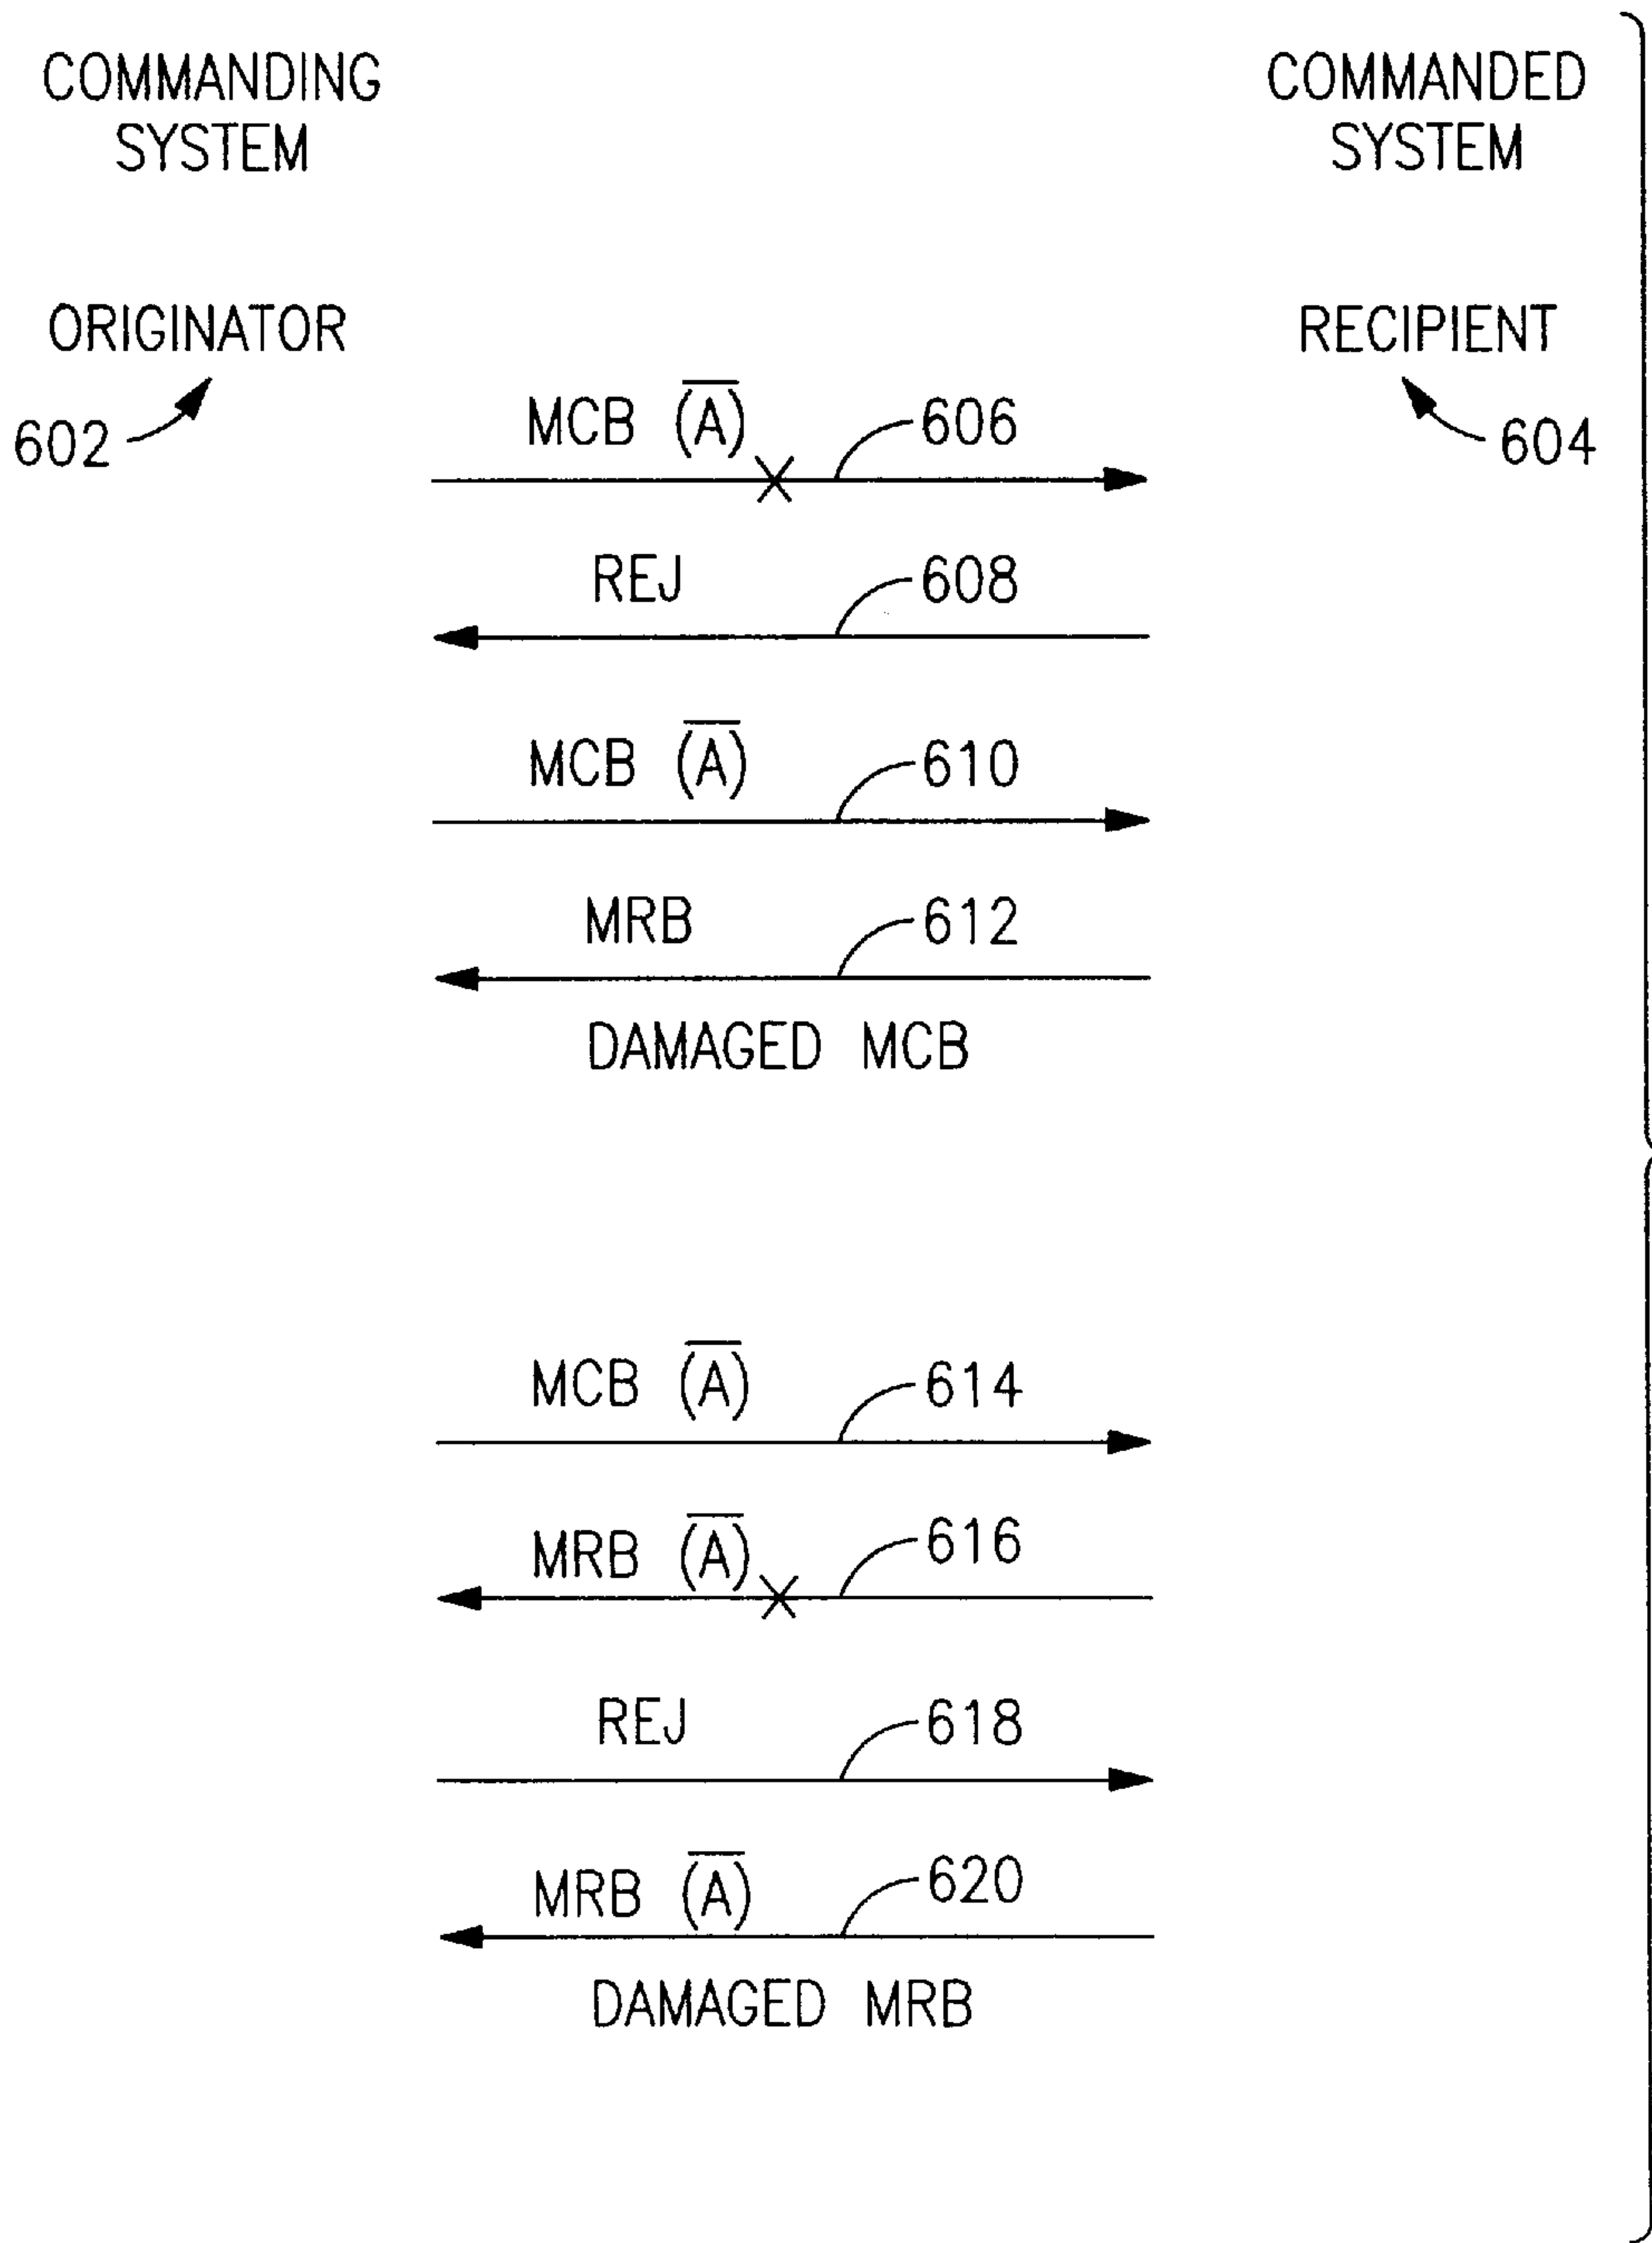 COMMANDING SYSTEM
COMMANDED SYSTEM
ORIGINATOR
RECIPIENT
602
604
MCB (A̅)
606
REJ
608
MCB (A̅)
610
MRB
612
DAMAGED MCB
MCB (A̅)
614
MRB (A̅)
616
REJ
618
MRB (A̅)
620
DAMAGED MRB